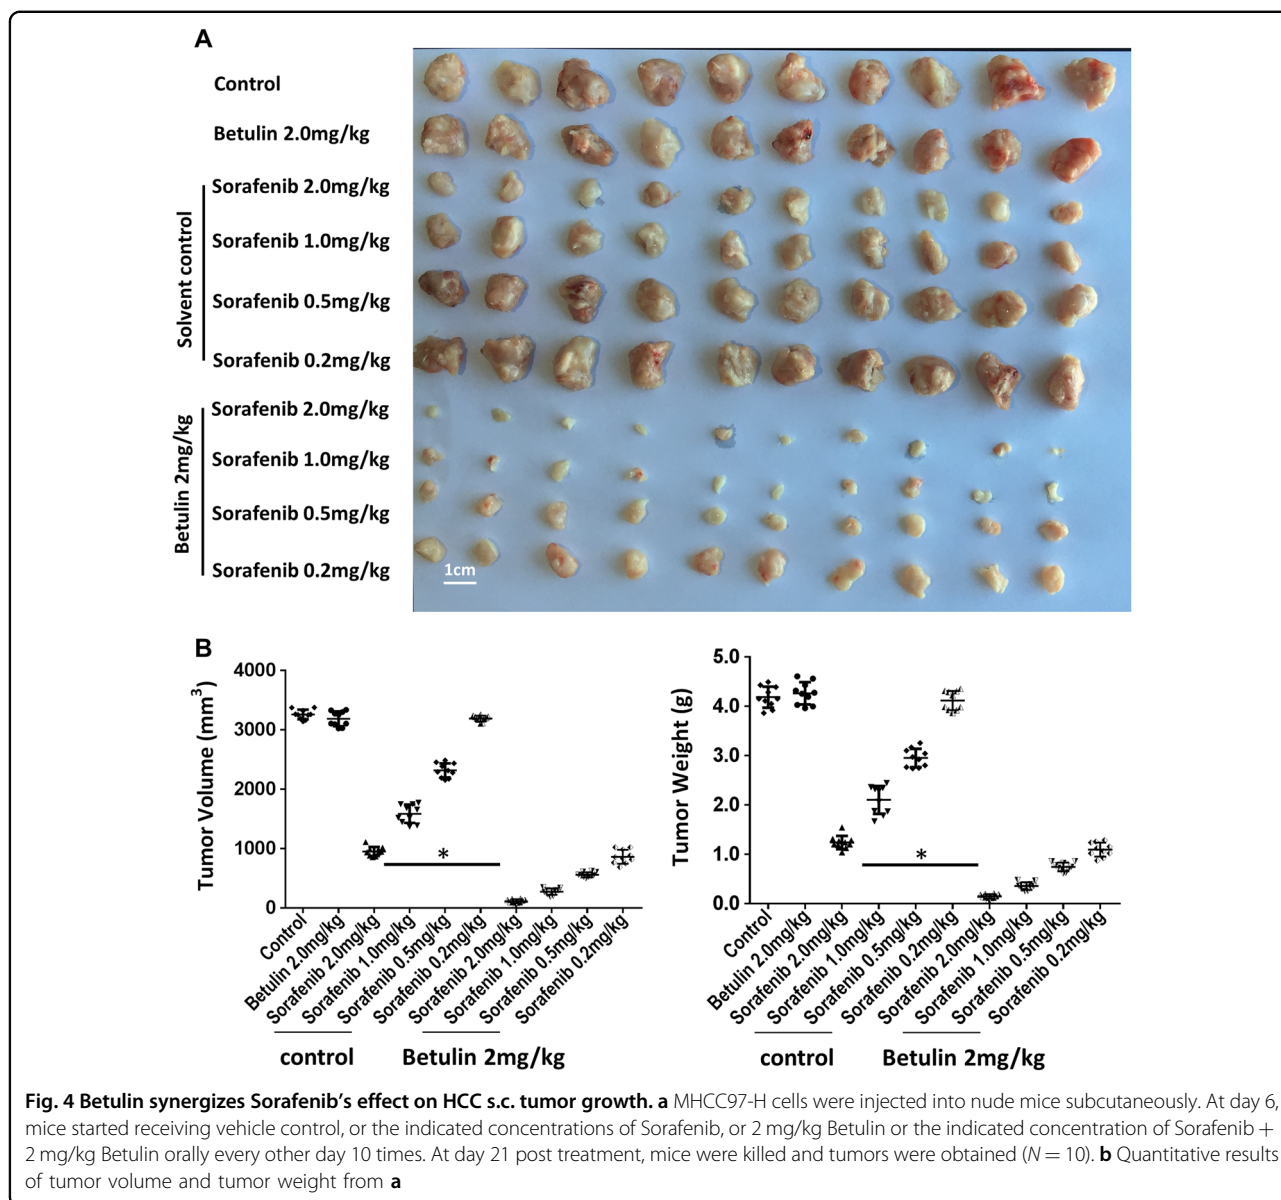 A
Control
Betulin 2.0mg/kg
Solvent control
Sorafenib 2.0mg/kg
Sorafenib 1.0mg/kg
Sorafenib 0.5mg/kg
Sorafenib 0.2mg/kg
Betulin 2mg/kg
Sorafenib 2.0mg/kg
Sorafenib 1.0mg/kg
Sorafenib 0.5mg/kg
Sorafenib 0.2mg/kg
1cm
B
Tumor Volume (mm³)
4000
3000
2000
1000
0
*
Control
Betulin 2.0mg/kg
Sorafenib 2.0mg/kg
Sorafenib 1.0mg/kg
Sorafenib 0.5mg/kg
Sorafenib 0.2mg/kg
Sorafenib 2.0mg/kg
Sorafenib 1.0mg/kg
Sorafenib 0.5mg/kg
Sorafenib 0.2mg/kg
control
Betulin 2mg/kg
Tumor Weight (g)
5.0
4.0
3.0
2.0
1.0
0.0
*
Control
Betulin 2.0mg/kg
Sorafenib 2.0mg/kg
Sorafenib 1.0mg/kg
Sorafenib 0.5mg/kg
Sorafenib 0.2mg/kg
Sorafenib 2.0mg/kg
Sorafenib 1.0mg/kg
Sorafenib 0.5mg/kg
Sorafenib 0.2mg/kg
control
Betulin 2mg/kg
Fig. 4 Betulin synergizes Sorafenib's effect on HCC s.c. tumor growth. a MHCC97-H cells were injected into nude mice subcutaneously. At day 6,
mice started receiving vehicle control, or the indicated concentrations of Sorafenib, or 2 mg/kg Betulin or the indicated concentration of Sorafenib +
2 mg/kg Betulin orally every other day 10 times. At day 21 post treatment, mice were killed and tumors were obtained (N = 10). b Quantitative results
of tumor volume and tumor weight from a